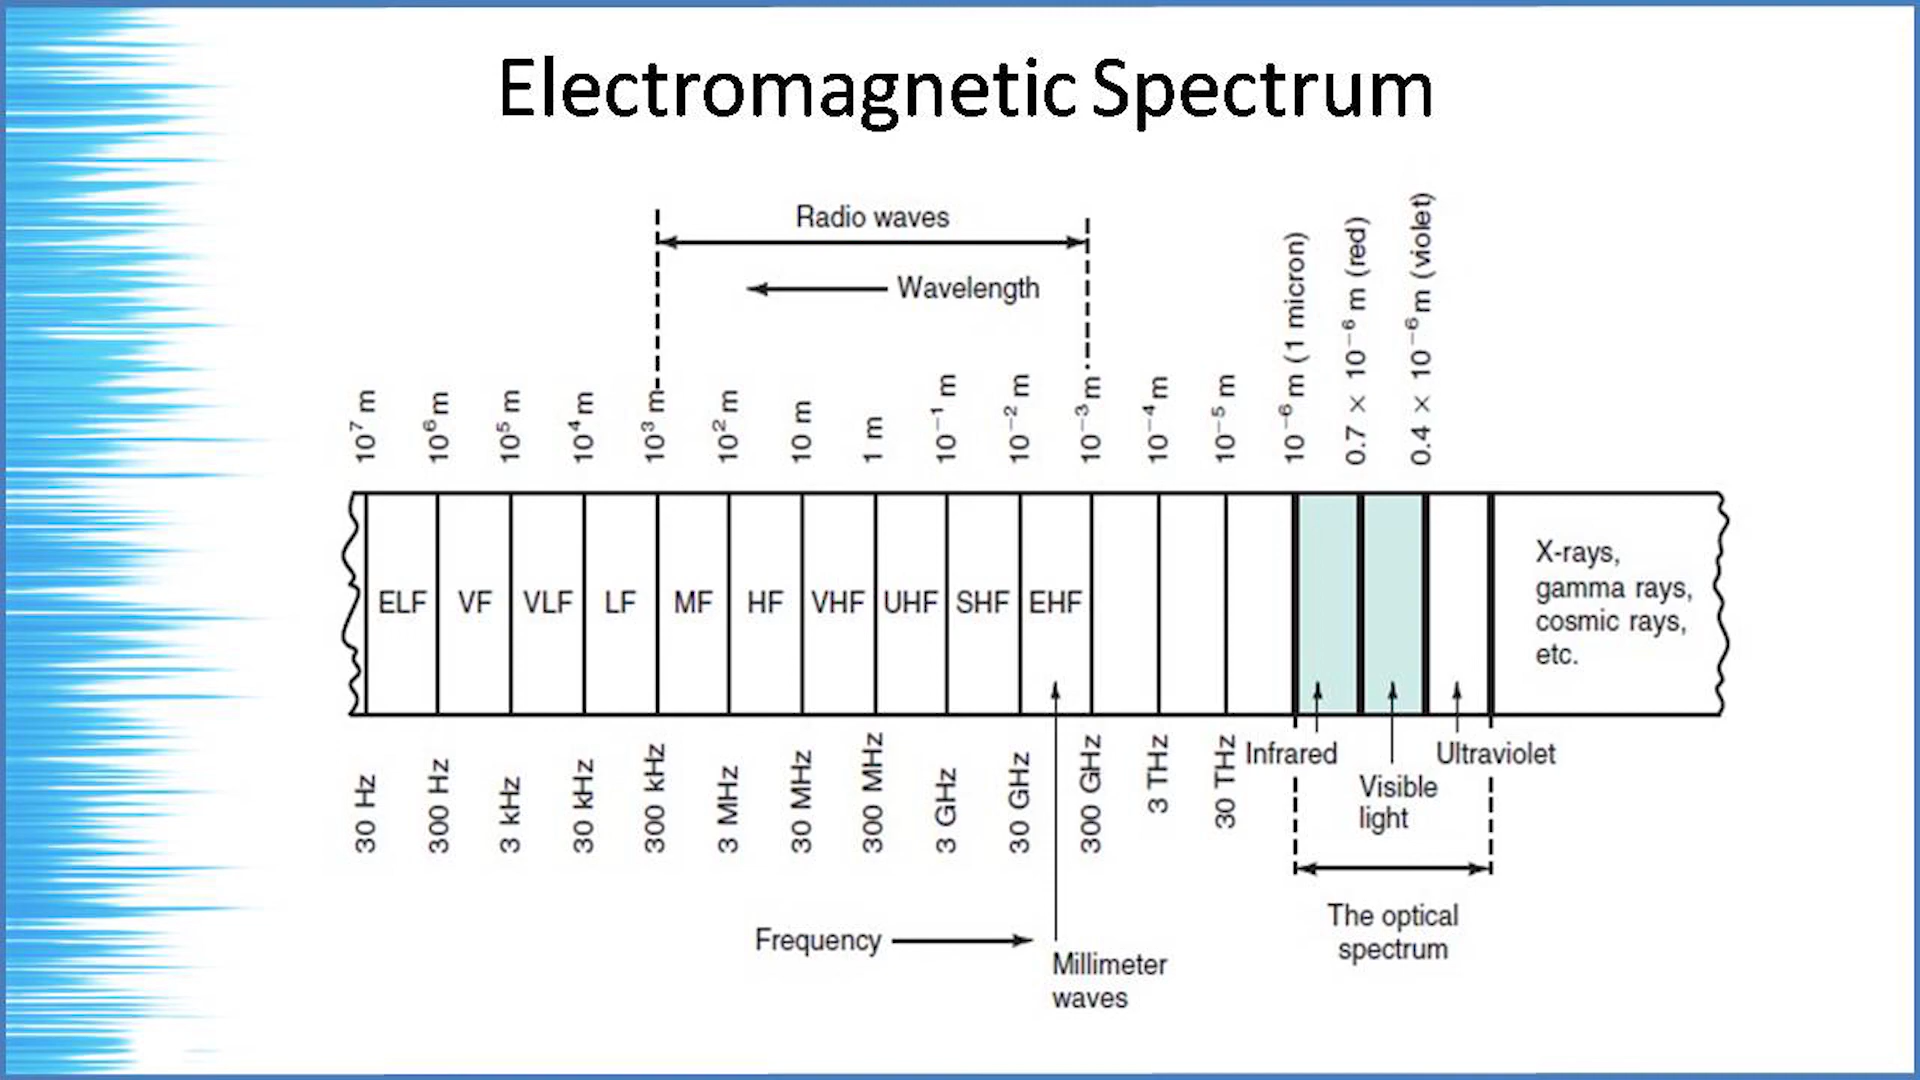 Electromagnetic Spectrum
Radio waves
Wavelength
10⁷ m
10⁶ m
10⁵ m
10⁴ m
10³ m
10² m
10 m
1 m
10⁻¹ m
10⁻² m
10⁻³ m
10⁻⁴ m
10⁻⁵ m
10⁻⁶ m (1 micron)
0.7 × 10⁻⁶ m (red)
0.4 × 10⁻⁶ m (violet)
ELF
VF
VLF
LF
MF
HF
VHF
UHF
SHF
EHF
X-rays,
gamma rays,
cosmic rays,
etc.
30 Hz
300 Hz
3 kHz
30 kHz
300 kHz
3 MHz
30 MHz
300 MHz
3 GHz
30 GHz
300 GHz
3 THz
30 THz
Infrared
Visible
light
Ultraviolet
The optical
spectrum
Frequency
Millimeter
waves